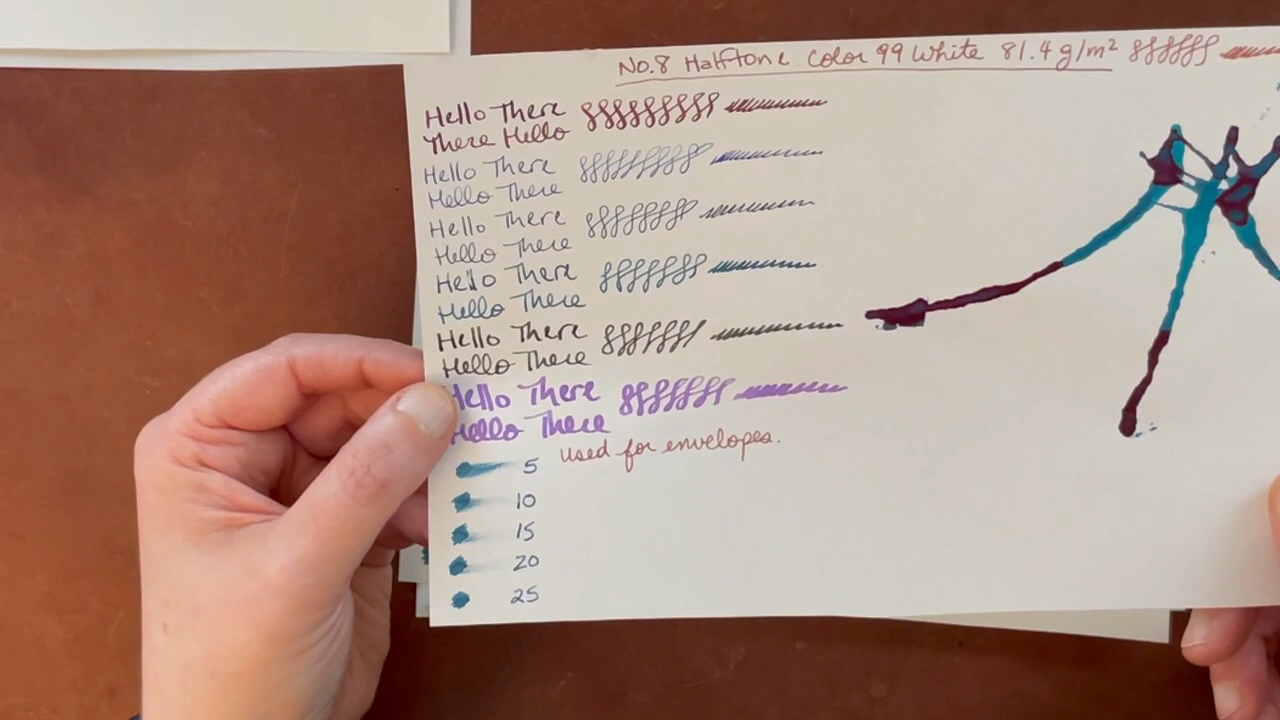 No.8 Halftone Color 99 White 81.4 g/m²
Hello There
There Hello
Hello There
Hello There
Hello There
Hello There
Hello There
Hello There
Hello There
Hello There
Hello There
Hello There
used for envelopes.
5
10
15
20
25